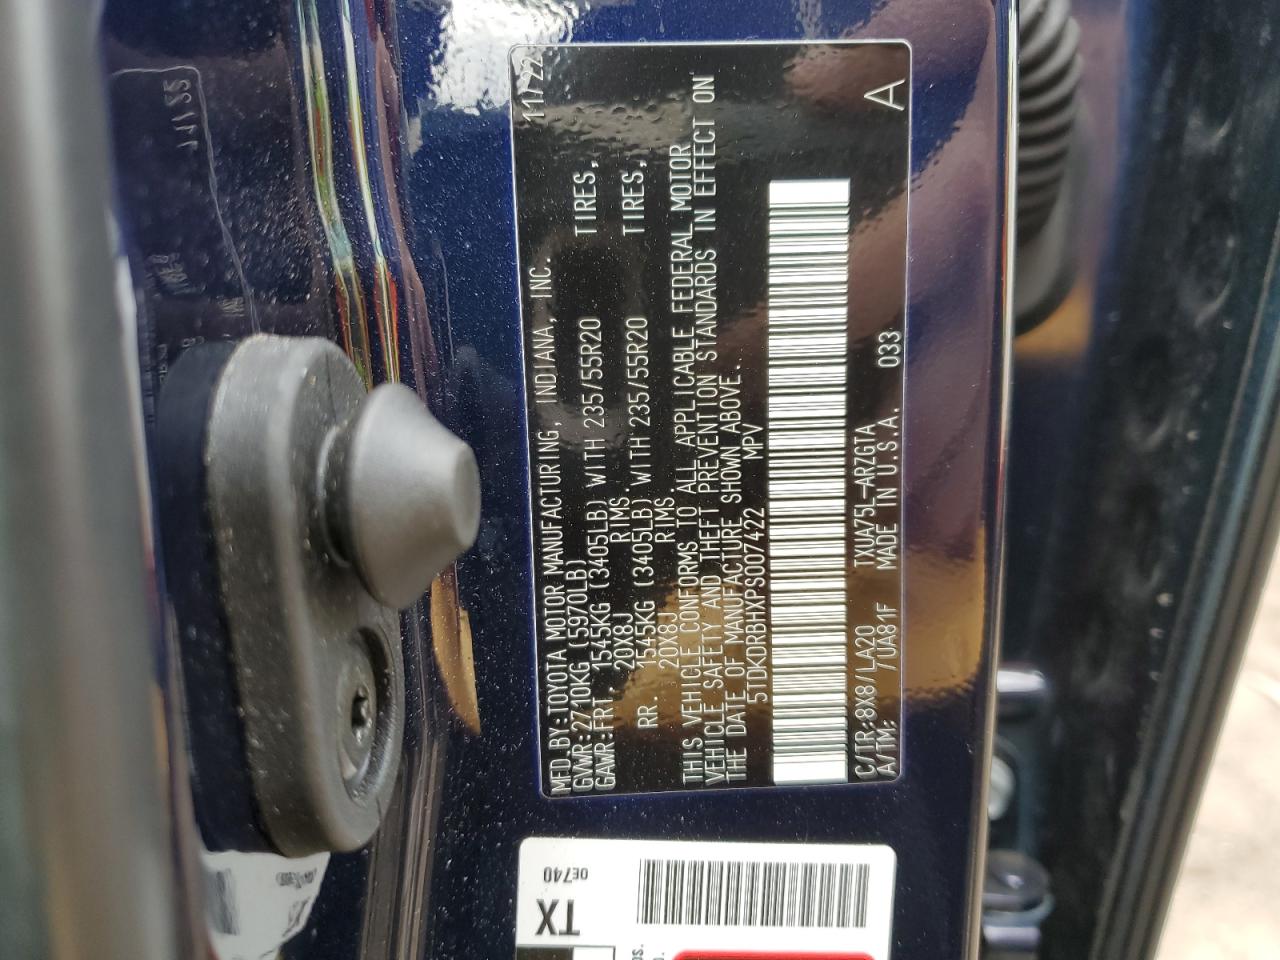 11/22
MFD.BY:TOYOTA MOTOR MANUFACTURING, INDIANA, INC.
GVWR:2710KG (5970LB)
GAWR:FRT. 1545KG (3405LB) WITH 235/55R20 TIRES,
20X8J RIMS.
RR. 1545KG (3405LB) WITH 235/55R20 TIRES,
20X8J RIMS.
THIS VEHICLE CONFORMS TO ALL APPLICABLE FEDERAL MOTOR
VEHICLE SAFETY AND THEFT PREVENTION STANDARDS IN EFFECT ON
THE DATE OF MANUFACTURE SHOWN ABOVE.
5TDKDRBHXPS007422 MPV
C/TR:8X8/LA20 TXUA75L-ARZGTA
A/TM: /UA81F MADE IN U.S.A. 033
A
TX
0E740